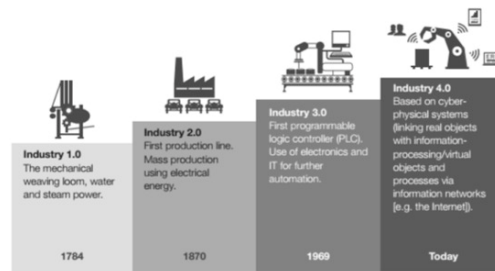 Industry 1.0
The mechanical
weaving loom, water
and steam power.
1784
Industry 2.0
First production line.
Mass production
using electrical
energy.
1870
Industry 3.0
First programmable
logic controller (PLC).
Use of electronics and
IT for further
automation.
1969
Industry 4.0
Based on cyber-
physical systems
(linking real objects
with information-
processing/virtual
objects and
processes via
information networks
[e.g. the Internet]).
Today